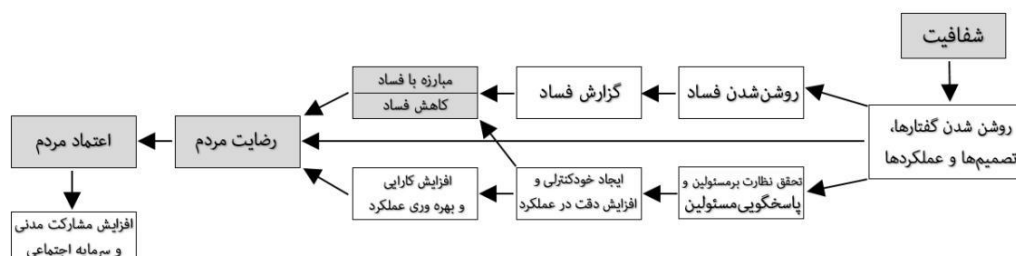 شفافیت
روشن شدن گفتارها،
تصمیم‌ها و عملکردها
روشن‌شدن فساد
گزارش فساد
مبارزه با فساد
کاهش فساد
تحقق نظارت برمسئولین و
پاسخگویی‌مسئولین
ایجاد خودکنترلی و
افزایش دقت در عملکرد
افزایش کارایی
و بهره وری عملکرد
رضایت مردم
اعتماد مردم
افزایش مشارکت مدنی
و سرمایه اجتماعی